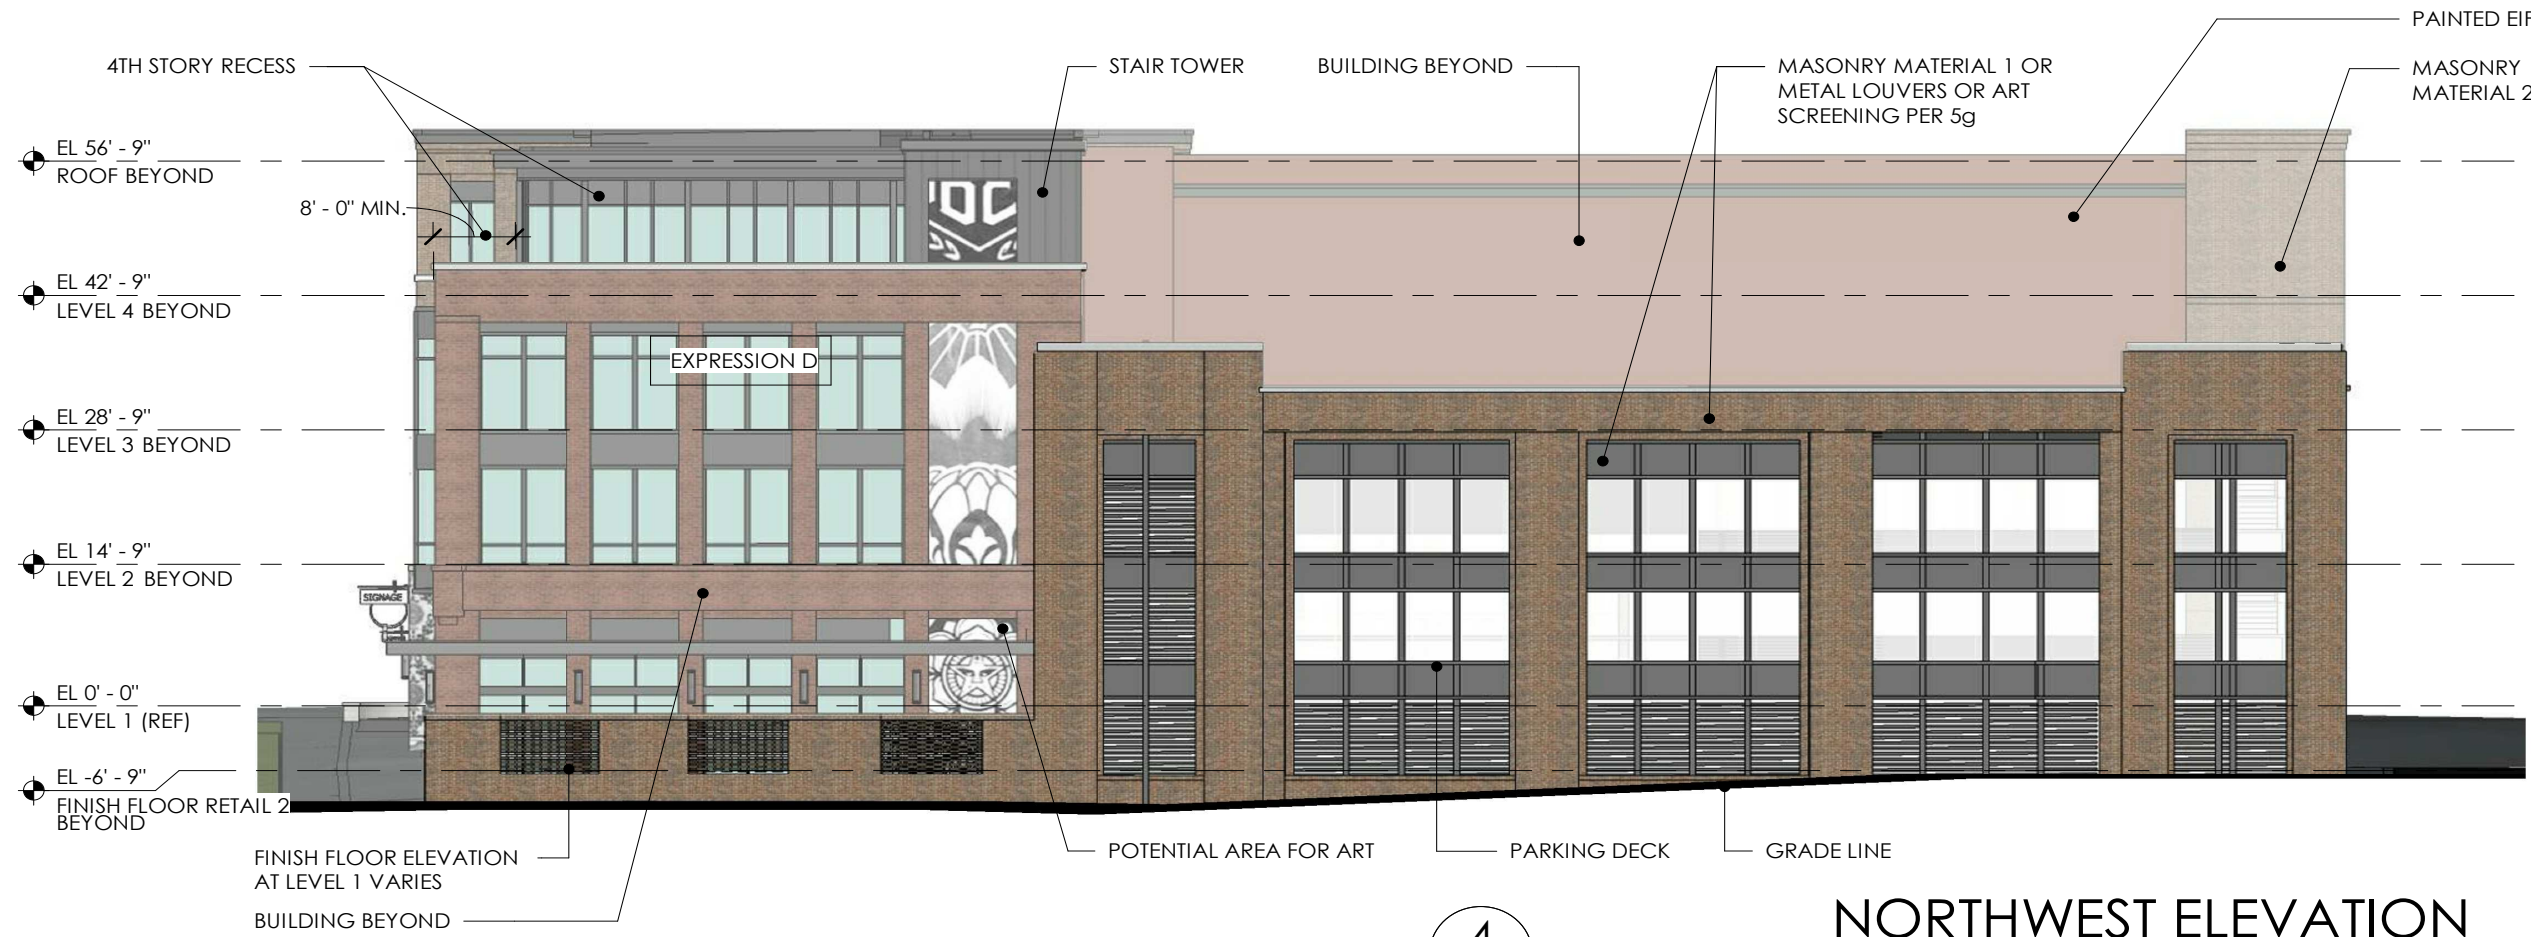 PAINTED EIF
4TH STORY RECESS
STAIR TOWER
BUILDING BEYOND
MASONRY MATERIAL 1 OR
METAL LOUVERS OR ART
SCREENING PER 5g
MASONRY
MATERIAL 2
EL 56' - 9"
ROOF BEYOND
8' - 0" MIN.
DC
EL 42' - 9"
LEVEL 4 BEYOND
EXPRESSION D
EL 28' - 9"
LEVEL 3 BEYOND
EL 14' - 9"
LEVEL 2 BEYOND
SIGNAGE
EL 0' - 0"
LEVEL 1 (REF)
EL -6' - 9"
FINISH FLOOR RETAIL 2
BEYOND
FINISH FLOOR ELEVATION
AT LEVEL 1 VARIES
BUILDING BEYOND
POTENTIAL AREA FOR ART
PARKING DECK
GRADE LINE
4
NORTHWEST ELEVATION